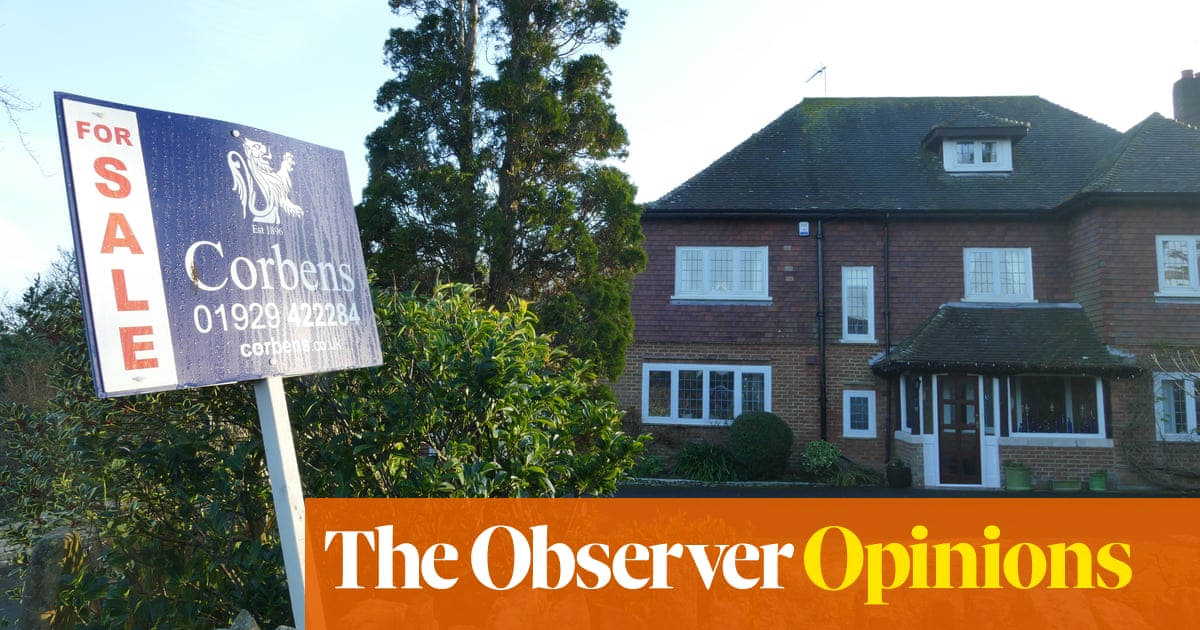 FOR
SALE
Est 1896
Corbens
01929 422284
corbens.co.uk
The Observer Opinions